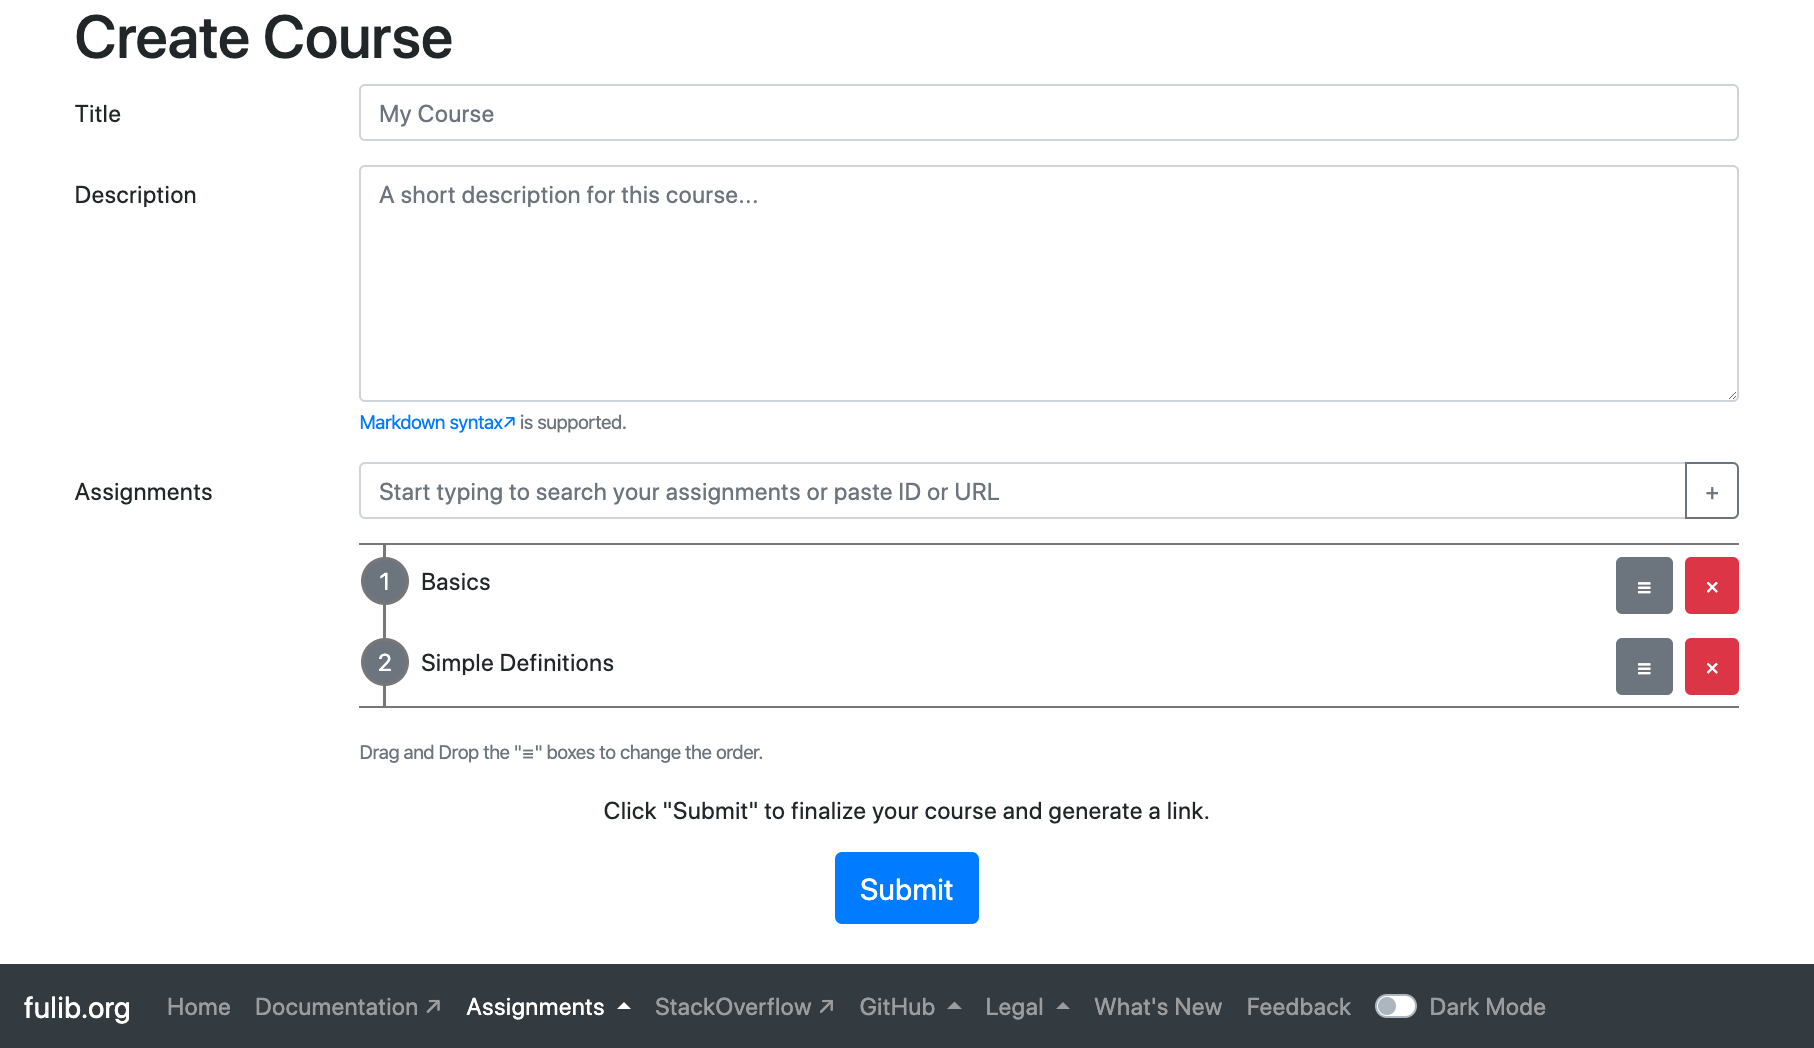 Create Course
Title
My Course
Description
A short description for this course...
Markdown syntax↗ is supported.
Assignments
Start typing to search your assignments or paste ID or URL
+
1 Basics ≡ ×
2 Simple Definitions ≡ ×
Drag and Drop the "≡" boxes to change the order.
Click "Submit" to finalize your course and generate a link.
Submit
fulib.org Home Documentation ↗ Assignments StackOverflow ↗ GitHub Legal What's New Feedback Dark Mode